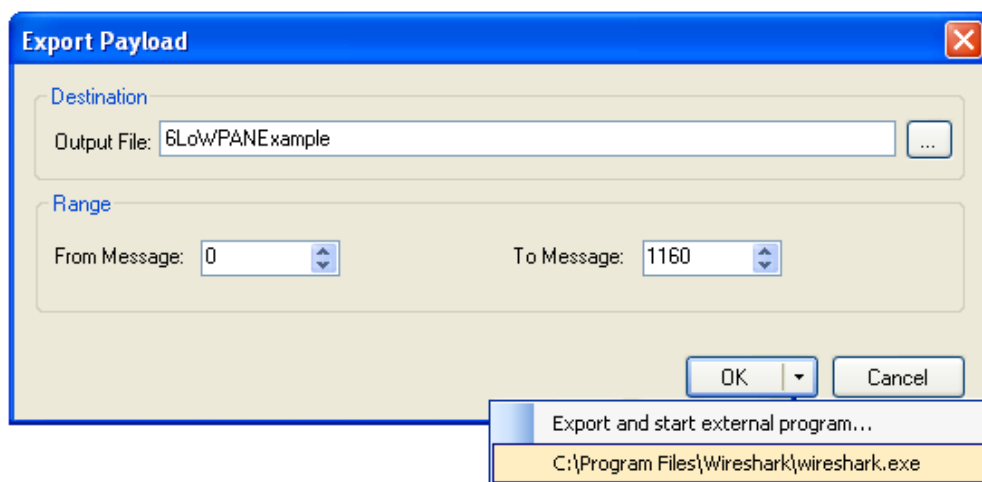 Export Payload
Destination
Output File: 6LoWPANExample ...
Range
From Message: 0 To Message: 1160
OK Cancel
Export and start external program...
C:\Program Files\Wireshark\wireshark.exe